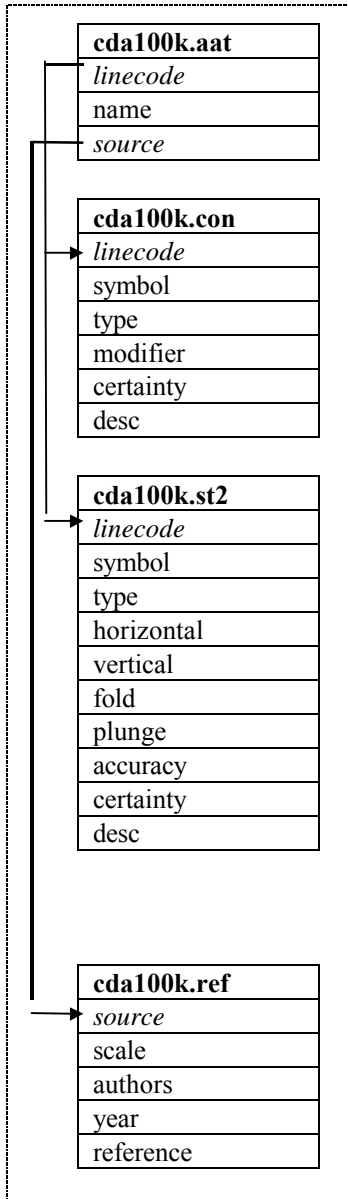 cda100k.aat
linecode
name
source
cda100k.con
linecode
symbol
type
modifier
certainty
desc
cda100k.st2
linecode
symbol
type
horizontal
vertical
fold
plunge
accuracy
certainty
desc
cda100k.ref
source
scale
authors
year
reference